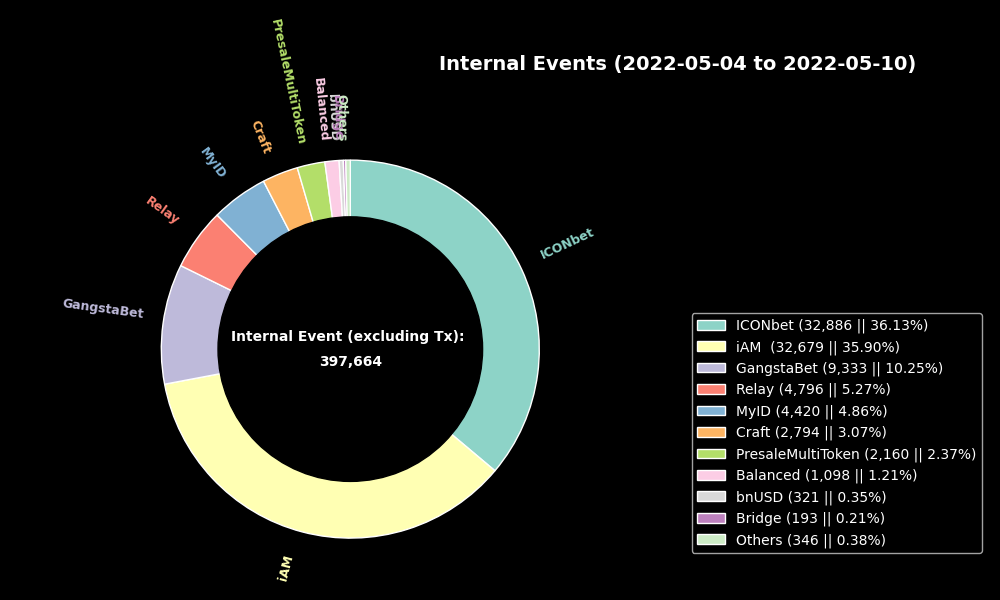 Internal Events (2022-05-04 to 2022-05-10)
PresaleMultiToken
Balanced
bnUSD
Others
Craft
MyID
Relay
ICONbet
GangstaBet
iAM
Internal Event (excluding Tx):
397,664
ICONbet (32,886 || 36.13%)
iAM  (32,679 || 35.90%)
GangstaBet (9,333 || 10.25%)
Relay (4,796 || 5.27%)
MyID (4,420 || 4.86%)
Craft (2,794 || 3.07%)
PresaleMultiToken (2,160 || 2.37%)
Balanced (1,098 || 1.21%)
bnUSD (321 || 0.35%)
Bridge (193 || 0.21%)
Others (346 || 0.38%)